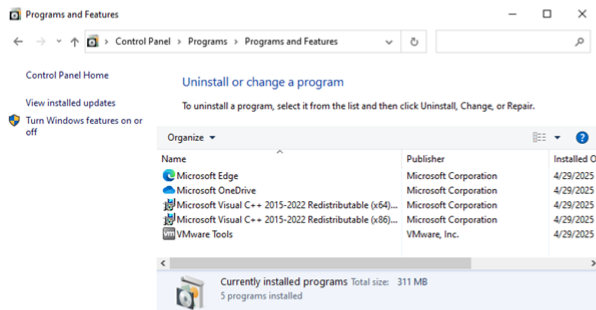 Programs and Features
Control Panel > Programs > Programs and Features
Control Panel Home
View installed updates
Turn Windows features on or
off
Uninstall or change a program
To uninstall a program, select it from the list and then click Uninstall, Change, or Repair.
Organize
Name Publisher Installed O
Microsoft Edge Microsoft Corporation 4/29/2025
Microsoft OneDrive Microsoft Corporation 4/29/2025
Microsoft Visual C++ 2015-2022 Redistributable (x64)... Microsoft Corporation 4/29/2025
Microsoft Visual C++ 2015-2022 Redistributable (x86)... Microsoft Corporation 4/29/2025
vm VMware Tools VMware, Inc. 4/29/2025
Currently installed programs Total size: 311 MB
5 programs installed